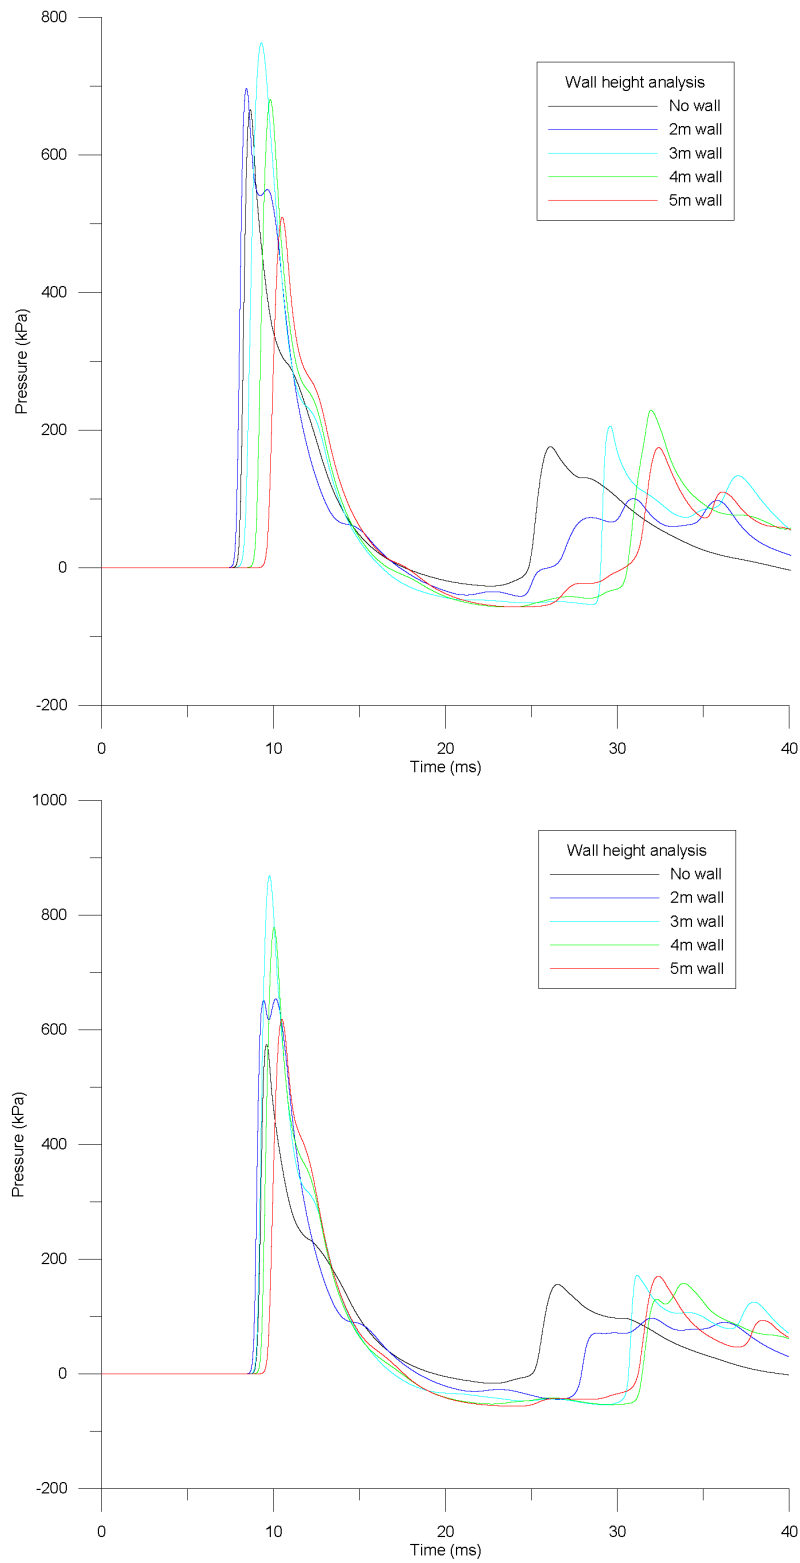 800
Wall height analysis
No wall
2m wall
3m wall
4m wall
5m wall
600
400
Pressure (kPa)
200
0
-200
0
10
20
30
40
Time (ms)
1000
Wall height analysis
No wall
2m wall
3m wall
4m wall
5m wall
800
600
Pressure (kPa)
400
200
0
-200
0
10
20
30
40
Time (ms)